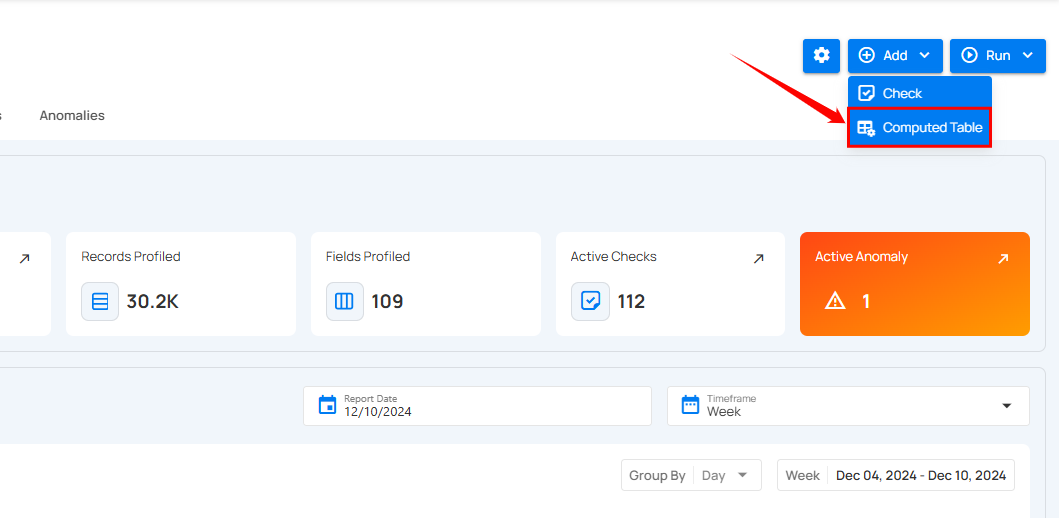 Add
Run
Check
Computed Table
Anomalies
Records Profiled
30.2K
Fields Profiled
109
Active Checks
112
Active Anomaly
1
Report Date
12/10/2024
Timeframe
Week
Group By Day
Week Dec 04, 2024 - Dec 10, 2024